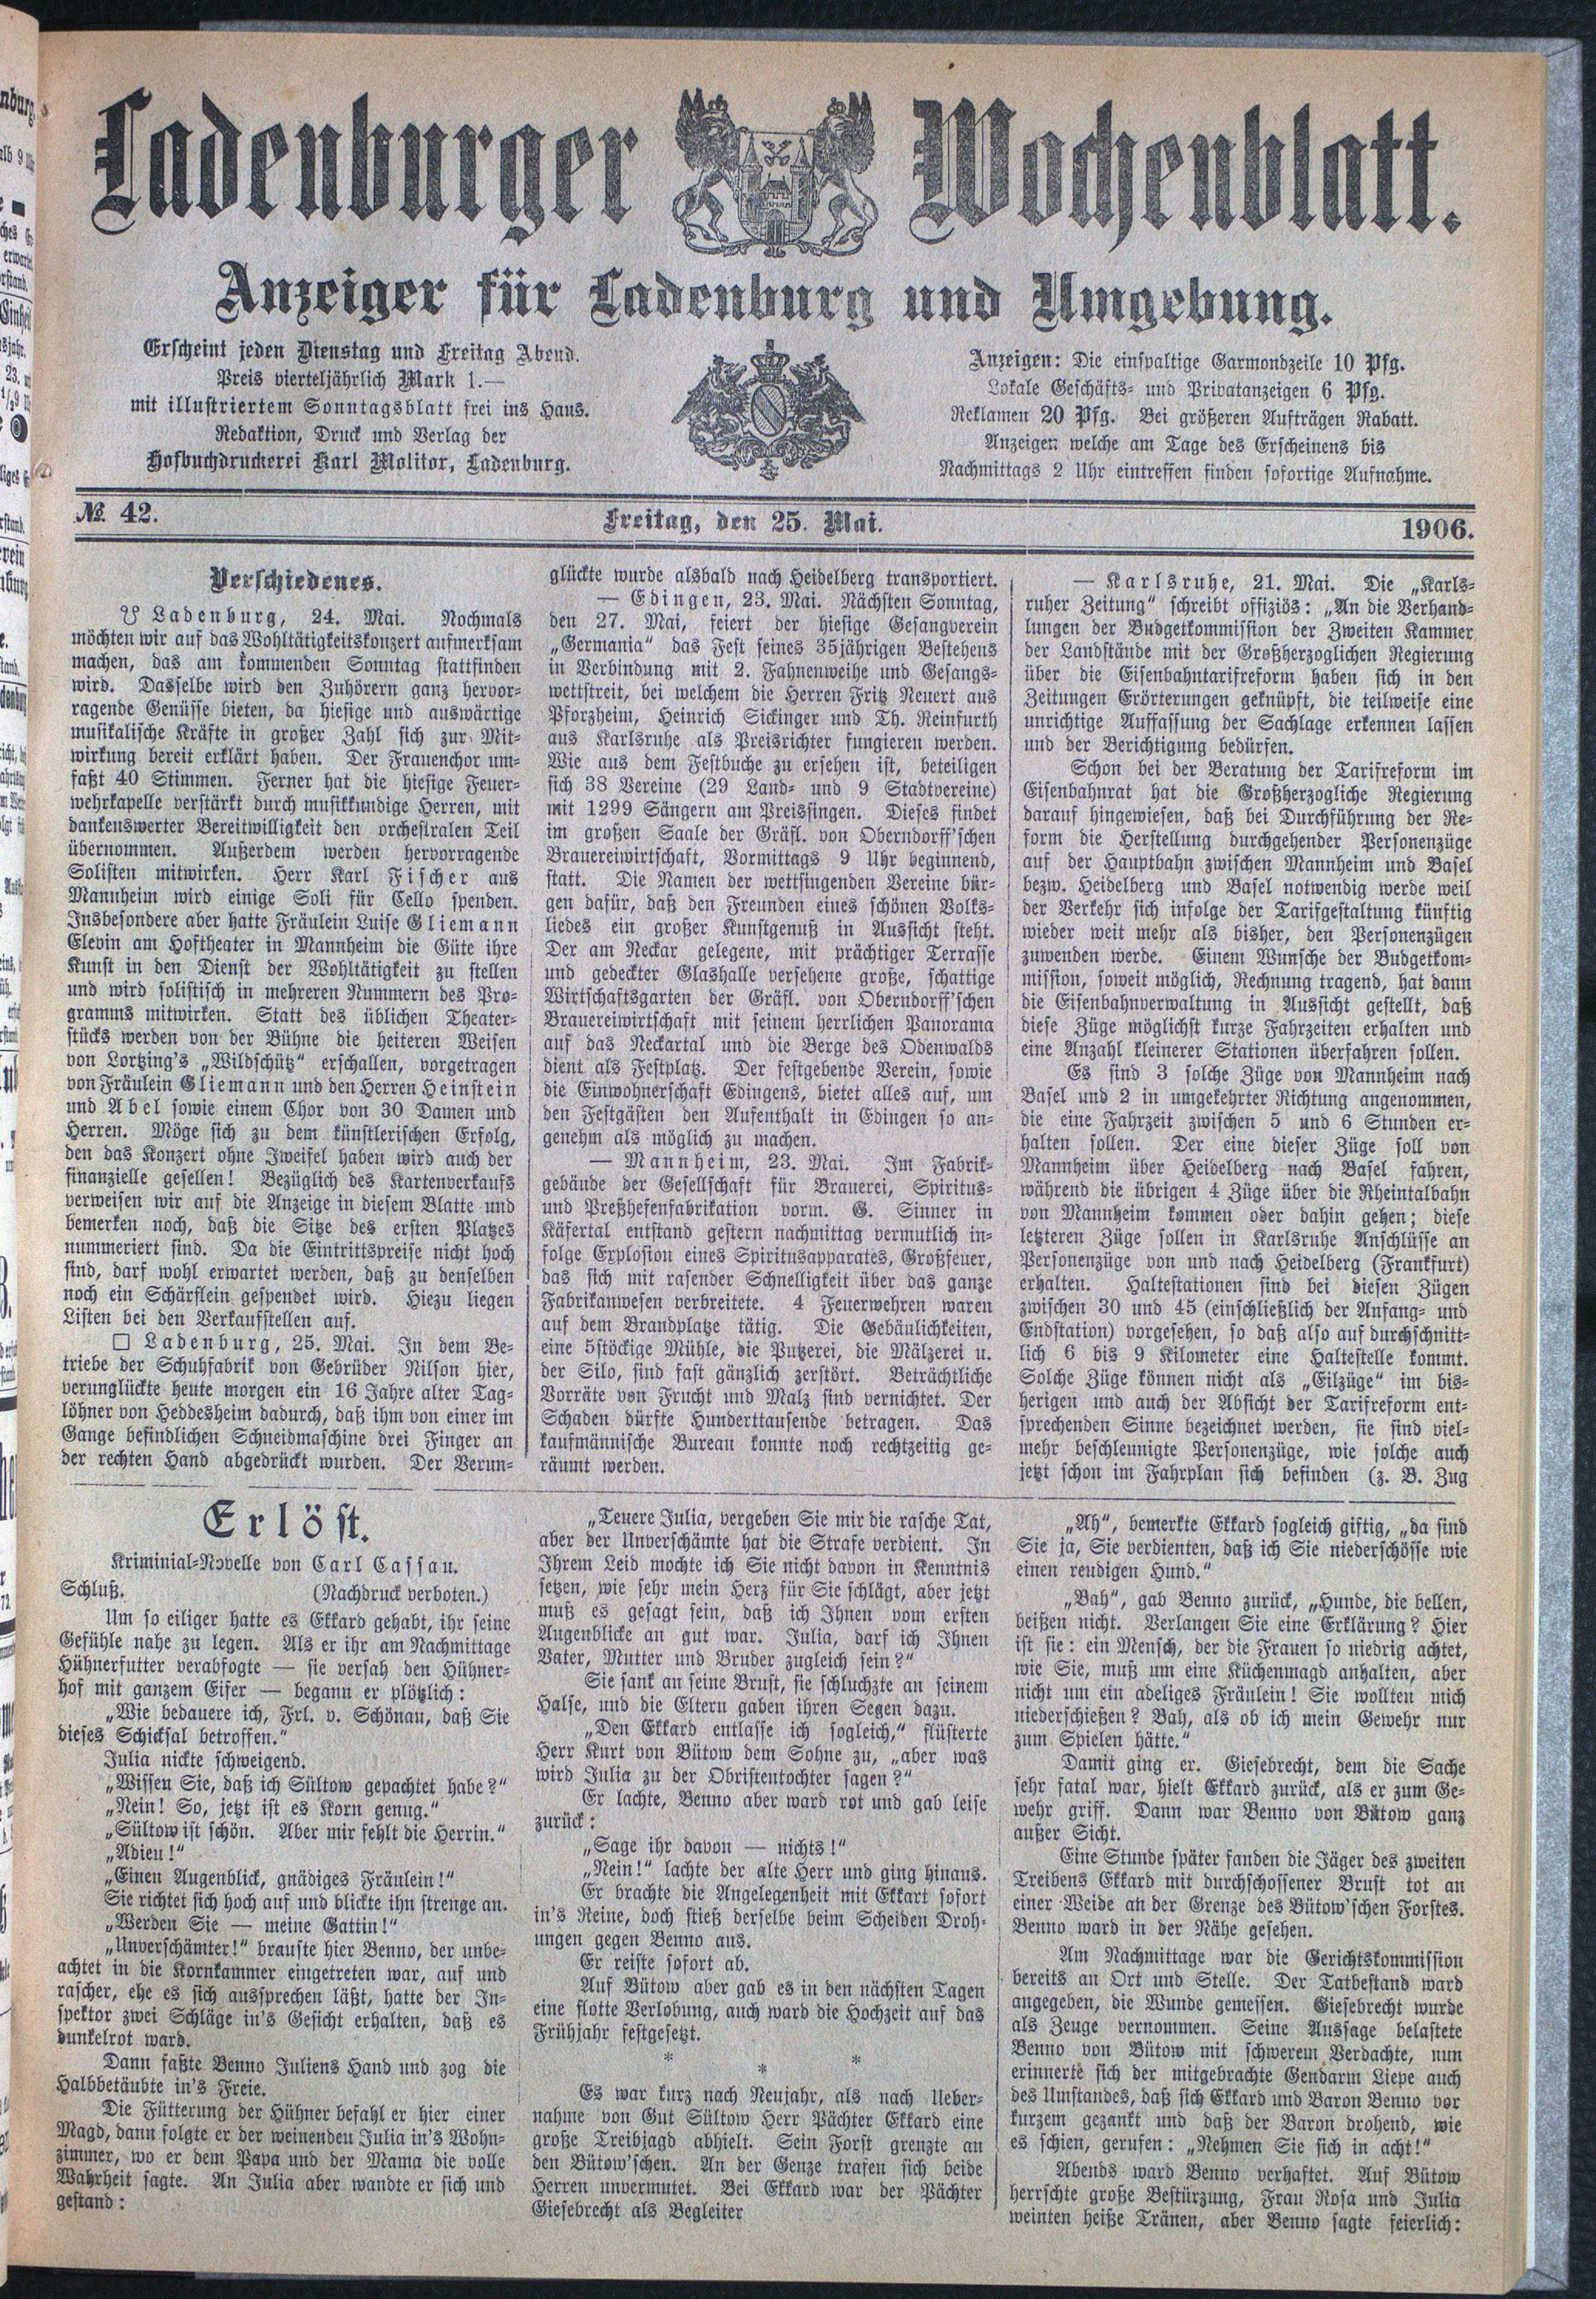 Ladenburger Wochenblatt.
Anzeiger für Ladenburg und Umgebung.
Erscheint jeden Dienstag und Freitag Abend.
Preis vierteljährlich Mark 1.—
mit illustriertem Sonntagsblatt frei ins Haus.
Redaktion, Druck und Verlag der
Hofbuchdruckerei Karl Molitor, Ladenburg.
Anzeigen: Die einspaltige Garmondzeile 10 Pfg.
Lokale Geschäfts- und Privatanzeigen 6 Pfg.
Reklamen 20 Pfg. Bei größeren Aufträgen Rabatt.
Anzeigen welche am Tage des Erscheinens bis
Nachmittags 2 Uhr eintreffen finden sofortige Aufnahme.
№. 42.
Freitag, den 25. Mai.
1906.
Verschiedenes.
Ladenburg, 24. Mai. Nochmals
möchten wir auf das Wohltätigkeitskonzert aufmerksam
machen, das am kommenden Sonntag stattfinden
wird. Dasselbe wird den Zuhörern ganz hervor-
ragende Genüsse bieten, da hiesige und auswärtige
musikalische Kräfte in großer Zahl sich zur Mit-
wirkung bereit erklärt haben. Der Frauenchor um-
faßt 40 Stimmen. Ferner hat die hiesige Feuer-
wehrkapelle verstärkt durch musikkundige Herren, mit
dankenswerter Bereitwilligkeit den orchestralen Teil
übernommen. Außerdem werden hervorragende
Solisten mitwirken. Herr Karl Fischer aus
Mannheim wird einige Soli für Cello spenden.
Insbesondere aber hatte Fräulein Luise Gliemann
Elevin am Hoftheater in Mannheim die Güte ihre
Kunst in den Dienst der Wohltätigkeit zu stellen
und wird solistisch in mehreren Nummern des Pro-
gramms mitwirken. Statt des üblichen Theater-
stücks werden von der Bühne die heiteren Weisen
von Lortzing's „Wildschütz“ erschallen, vorgetragen
von Fräulein Gliemann und den Herren Heinstein
und Abel sowie einem Chor von 30 Damen und
Herren. Möge sich zu dem künstlerischen Erfolg,
den das Konzert ohne Zweifel haben wird auch der
finanzielle gesellen! Bezüglich des Kartenverkaufs
verweisen wir auf die Anzeige in diesem Blatte und
bemerken noch, daß die Sitze des ersten Platzes
nummeriert sind. Da die Eintrittspreise nicht hoch
sind, darf wohl erwartet werden, daß zu denselben
noch ein Schärflein gespendet wird. Hiezu liegen
Listen bei den Verkaufstellen auf.
□ Ladenburg, 25. Mai. In dem Be-
triebe der Schuhfabrik von Gebrüder Nilson hier,
verunglückte heute morgen ein 16 Jahre alter Tag-
löhner von Heddesheim dadurch, daß ihm von einer im
Gange befindlichen Schneidmaschine drei Finger an
der rechten Hand abgedrückt wurden. Der Verun-
glückte wurde alsbald nach Heidelberg transportiert.
— Edingen, 23. Mai. Nächsten Sonntag,
den 27. Mai, feiert der hiesige Gesangverein
„Germania“ das Fest seines 35jährigen Bestehens
in Verbindung mit 2. Fahnenweihe und Gesangs-
wettstreit, bei welchem die Herren Fritz Neuert aus
Pforzheim, Heinrich Sickinger und Th. Reinfurth
aus Karlsruhe als Preisrichter fungieren werden.
Wie aus dem Festbuche zu ersehen ist, beteiligen
sich 38 Vereine (29 Land- und 9 Stadtvereine)
mit 1299 Sängern am Preissingen. Dieses findet
im großen Saale der Gräfl. von Oberndorff'schen
Brauereiwirtschaft, Vormittags 9 Uhr beginnend,
statt. Die Namen der wettsingenden Vereine bür-
gen dafür, daß den Freunden eines schönen Volks-
liedes ein großer Kunstgenuß in Aussicht steht.
Der am Neckar gelegene, mit prächtiger Terrasse
und gedeckter Glashalle versehene große, schattige
Wirtschaftsgarten der Gräfl. von Oberndorff'schen
Brauereiwirtschaft mit seinem herrlichen Panorama
auf das Neckartal und die Berge des Odenwalds
dient als Festplatz. Der festgebende Verein, sowie
die Einwohnerschaft Edingens, bietet alles auf, um
den Festgästen den Aufenthalt in Edingen so an-
genehm als möglich zu machen.
— Mannheim, 23. Mai. Im Fabrik-
gebäude der Gesellschaft für Brauerei, Spiritus-
und Preßhefenfabrikation vorm. G. Sinner in
Käfertal entstand gestern nachmittag vermutlich in-
folge Explosion eines Spiritusapparates, Großfeuer,
das sich mit rasender Schnelligkeit über das ganze
Fabrikanwesen verbreitete. 4 Feuerwehren waren
auf dem Brandplatze tätig. Die Gebäulichkeiten,
eine 5stöckige Mühle, die Putzerei, die Mälzerei u.
der Silo, sind fast gänzlich zerstört. Beträchtliche
Vorräte von Frucht und Malz sind vernichtet. Der
Schaden dürfte Hunderttausende betragen. Das
kaufmännische Bureau konnte noch rechtzeitig ge-
räumt werden.
— Karlsruhe, 21. Mai. Die „Karls-
ruher Zeitung“ schreibt offiziös: „An die Verhand-
lungen der Budgetkommission der Zweiten Kammer
der Landstände mit der Großherzoglichen Regierung
über die Eisenbahntarifreform haben sich in den
Zeitungen Erörterungen geknüpft, die teilweise eine
unrichtige Auffassung der Sachlage erkennen lassen
und der Berichtigung bedürfen.
Schon bei der Beratung der Tarifreform im
Eisenbahnrat hat die Großherzogliche Regierung
darauf hingewiesen, daß bei Durchführung der Re-
form die Herstellung durchgehender Personenzüge
auf der Hauptbahn zwischen Mannheim und Basel
bezw. Heidelberg und Basel notwendig werde weil
der Verkehr sich infolge der Tarifgestaltung künftig
wieder weit mehr als bisher, den Personenzügen
zuwenden werde. Einem Wunsche der Budgetkom-
mission, soweit möglich, Rechnung tragend, hat dann
die Eisenbahnverwaltung in Aussicht gestellt, daß
diese Züge möglichst kurze Fahrzeiten erhalten und
eine Anzahl kleinerer Stationen überfahren sollen.
Es sind 3 solche Züge von Mannheim nach
Basel und 2 in umgekehrter Richtung angenommen,
die eine Fahrzeit zwischen 5 und 6 Stunden er-
halten sollen. Der eine dieser Züge soll von
Mannheim über Heidelberg nach Basel fahren,
während die übrigen 4 Züge über die Rheintalbahn
von Mannheim kommen oder dahin gehen; diese
letzteren Züge sollen in Karlsruhe Anschlüsse an
Personenzüge von und nach Heidelberg (Frankfurt)
erhalten. Haltestationen sind bei diesen Zügen
zwischen 30 und 45 (einschließlich der Anfang- und
Endstation) vorgesehen, so daß also auf durchschnitt-
lich 6 bis 9 Kilometer eine Haltestelle kommt.
Solche Züge können nicht als „Eilzüge“ im bis-
herigen und auch der Absicht der Tarifreform ent-
sprechenden Sinne bezeichnet werden, sie sind viel-
mehr beschleunigte Personenzüge, wie solche auch
jetzt schon im Fahrplan sich befinden (z. B. Zug
Erlöst.
Kriminial-Novelle von Carl Cassau.
Schluß. (Nachdruck verboten.)
Um so eiliger hatte es Ekkard gehabt, ihr seine
Gefühle nahe zu legen. Als er ihr am Nachmittage
Hühnerfutter verabfogte — sie versah den Hühner-
hof mit ganzem Eifer — begann er plötzlich:
„Wie bedauere ich, Frl. v. Schönau, daß Sie
dieses Schicksal betroffen.“
Julia nickte schweigend.
„Wissen Sie, daß ich Sültow gepachtet habe?“
„Nein! So, jetzt ist es Korn genug.“
„Sültow ist schön. Aber mir fehlt die Herrin.“
„Adieu!“
„Einen Augenblick, gnädiges Fräulein!“
Sie richtet sich hoch auf und blickte ihn strenge an.
„Werden Sie — meine Gattin!“
„Unverschämter!“ brauste hier Benno, der unbe-
achtet in die Kornkammer eingetreten war, auf und
rascher, ehe es sich aussprechen läßt, hatte der In-
spektor zwei Schläge in's Gesicht erhalten, daß es
dunkelrot ward.
Dann faßte Benno Juliens Hand und zog die
Halbbetäubte in's Freie.
Die Fütterung der Hühner befahl er hier einer
Magd, dann folgte er der weinenden Julia in's Wohn-
zimmer, wo er dem Papa und der Mama die volle
Wahrheit sagte. An Julia aber wandte er sich und
gestand:
„Teuere Julia, vergeben Sie mir die rasche Tat,
aber der Unverschämte hat die Strafe verdient. In
Ihrem Leid mochte ich Sie nicht davon in Kenntnis
setzen, wie sehr mein Herz für Sie schlägt, aber jetzt
muß es gesagt sein, daß ich Ihnen vom ersten
Augenblicke an gut war. Julia, darf ich Ihnen
Vater, Mutter und Bruder zugleich sein?“
Sie sank an seine Brust, sie schluchzte an seinem
Halse, und die Eltern gaben ihren Segen dazu.
„Den Ekkard entlasse ich sogleich,“ flüsterte
Herr Kurt von Bütow dem Sohne zu, „aber was
wird Julia zu der Obristentochter sagen?“
Er lachte, Benno aber ward rot und gab leise
zurück:
„Sage ihr davon — nichts!“
„Nein!“ lachte der alte Herr und ging hinaus.
Er brachte die Angelegenheit mit Ekkart sofort
in's Reine, doch stieß derselbe beim Scheiden Droh-
ungen gegen Benno aus.
Er reiste sofort ab.
Auf Bütow aber gab es in den nächsten Tagen
eine flotte Verlobung, auch ward die Hochzeit auf das
Frühjahr festgesetzt.
* * *
Es war kurz nach Neujahr, als nach Ueber-
nahme von Gut Sültow Herr Pächter Ekkard eine
große Treibjagd abhielt. Sein Forst grenzte an
den Bütow'schen. An der Genze trafen sich beide
Herren unvermutet. Bei Ekkard war der Pächter
Giesebrecht als Begleiter
„Ah“, bemerkte Ekkard sogleich giftig, „da sind
Sie ja, Sie verdienten, daß ich Sie niederschösse wie
einen reudigen Hund.“
„Bah“, gab Benno zurück, „Hunde, die bellen,
beißen nicht. Verlangen Sie eine Erklärung? Hier
ist sie: ein Mensch, der die Frauen so niedrig achtet,
wie Sie, muß um eine Küchenmagd anhalten, aber
nicht um ein adeliges Fräulein! Sie wollten mich
niederschießen? Bah, als ob ich mein Gewehr nur
zum Spielen hätte.“
Damit ging er. Giesebrecht, dem die Sache
sehr fatal war, hielt Ekkard zurück, als er zum Ge-
wehr griff. Dann war Benno von Bütow ganz
außer Sicht.
Eine Stunde später fanden die Jäger des zweiten
Treibens Ekkard mit durchschossener Brust tot an
einer Weide an der Grenze des Bütow'schen Forstes.
Benno ward in der Nähe gesehen.
Am Nachmittage war die Gerichtskommission
bereits an Ort und Stelle. Der Tatbestand ward
angegeben, die Wunde gemessen. Giesebrecht wurde
als Zeuge vernommen. Seine Aussage belastete
Benno von Bütow mit schwerem Verdachte, nun
erinnerte sich der mitgebrachte Gendarm Liepe auch
des Umstandes, daß sich Ekkard und Baron Benno vor
kurzem gezankt und daß der Baron drohend, wie
es schien, gerufen: „Nehmen Sie sich in acht!“
Abends ward Benno verhaftet. Auf Bütow
herrschte große Bestürzung, Frau Rosa und Julia
weinten heiße Tränen, aber Benno sagte feierlich: